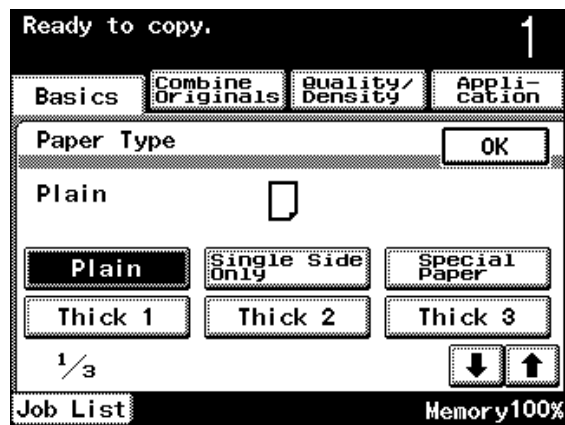 Ready to copy.
1
Basics
Combine
Originals
Quality/
Density
Appli-
cation
Paper Type
OK
Plain
Plain
Single Side
Only
Special
Paper
Thick 1
Thick 2
Thick 3
1/3
Job List
Memory100%